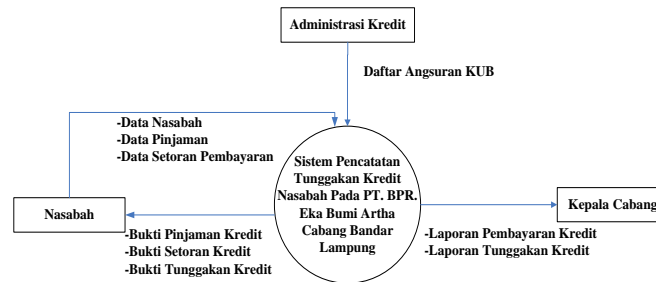 Administrasi Kredit
Daftar Angsuran KUB
-Data Nasabah
-Data Pinjaman
-Data Setoran Pembayaran
Sistem Pencatatan
Tunggakan Kredit
Nasabah Pada PT. BPR.
Eka Bumi Artha
Cabang Bandar
Lampung
Nasabah
Kepala Cabang
-Bukti Pinjaman Kredit
-Bukti Setoran Kredit
-Bukti Tunggakan Kredit
-Laporan Pembayaran Kredit
-Laporan Tunggakan Kredit